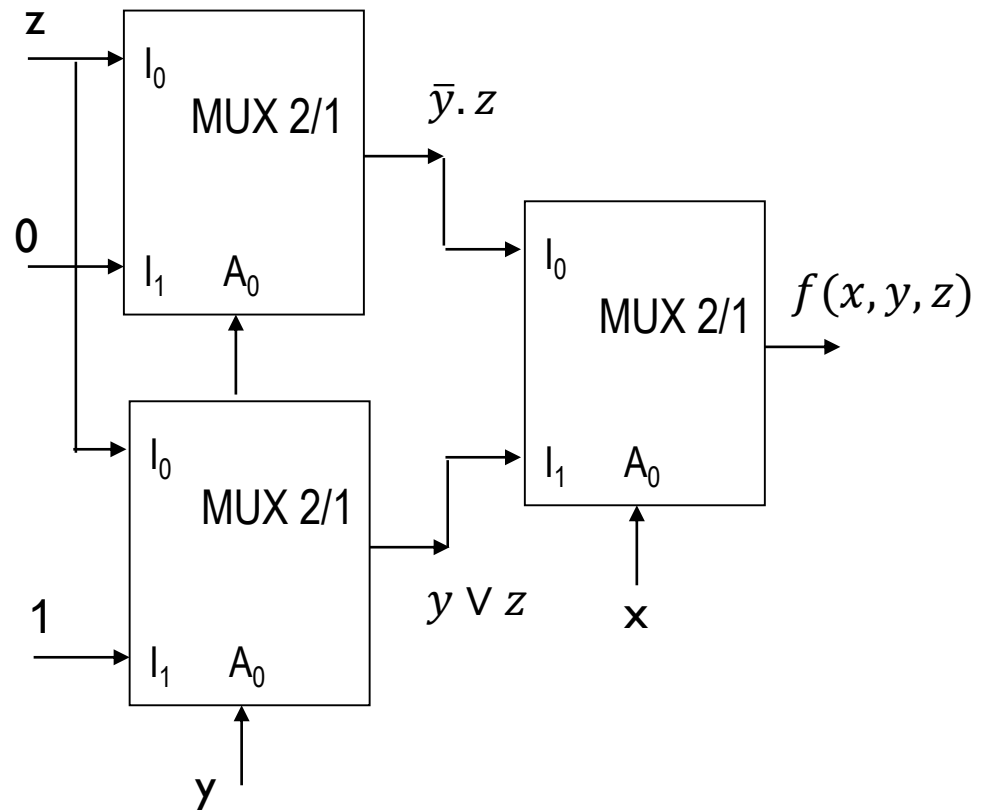 z
I₀
MUX 2/1
ȳ. z
0
I₁ A₀
I₀
MUX 2/1
f(x, y, z)
I₀
I₁ A₀
MUX 2/1
y ∨ z
x
1
I₁ A₀
y